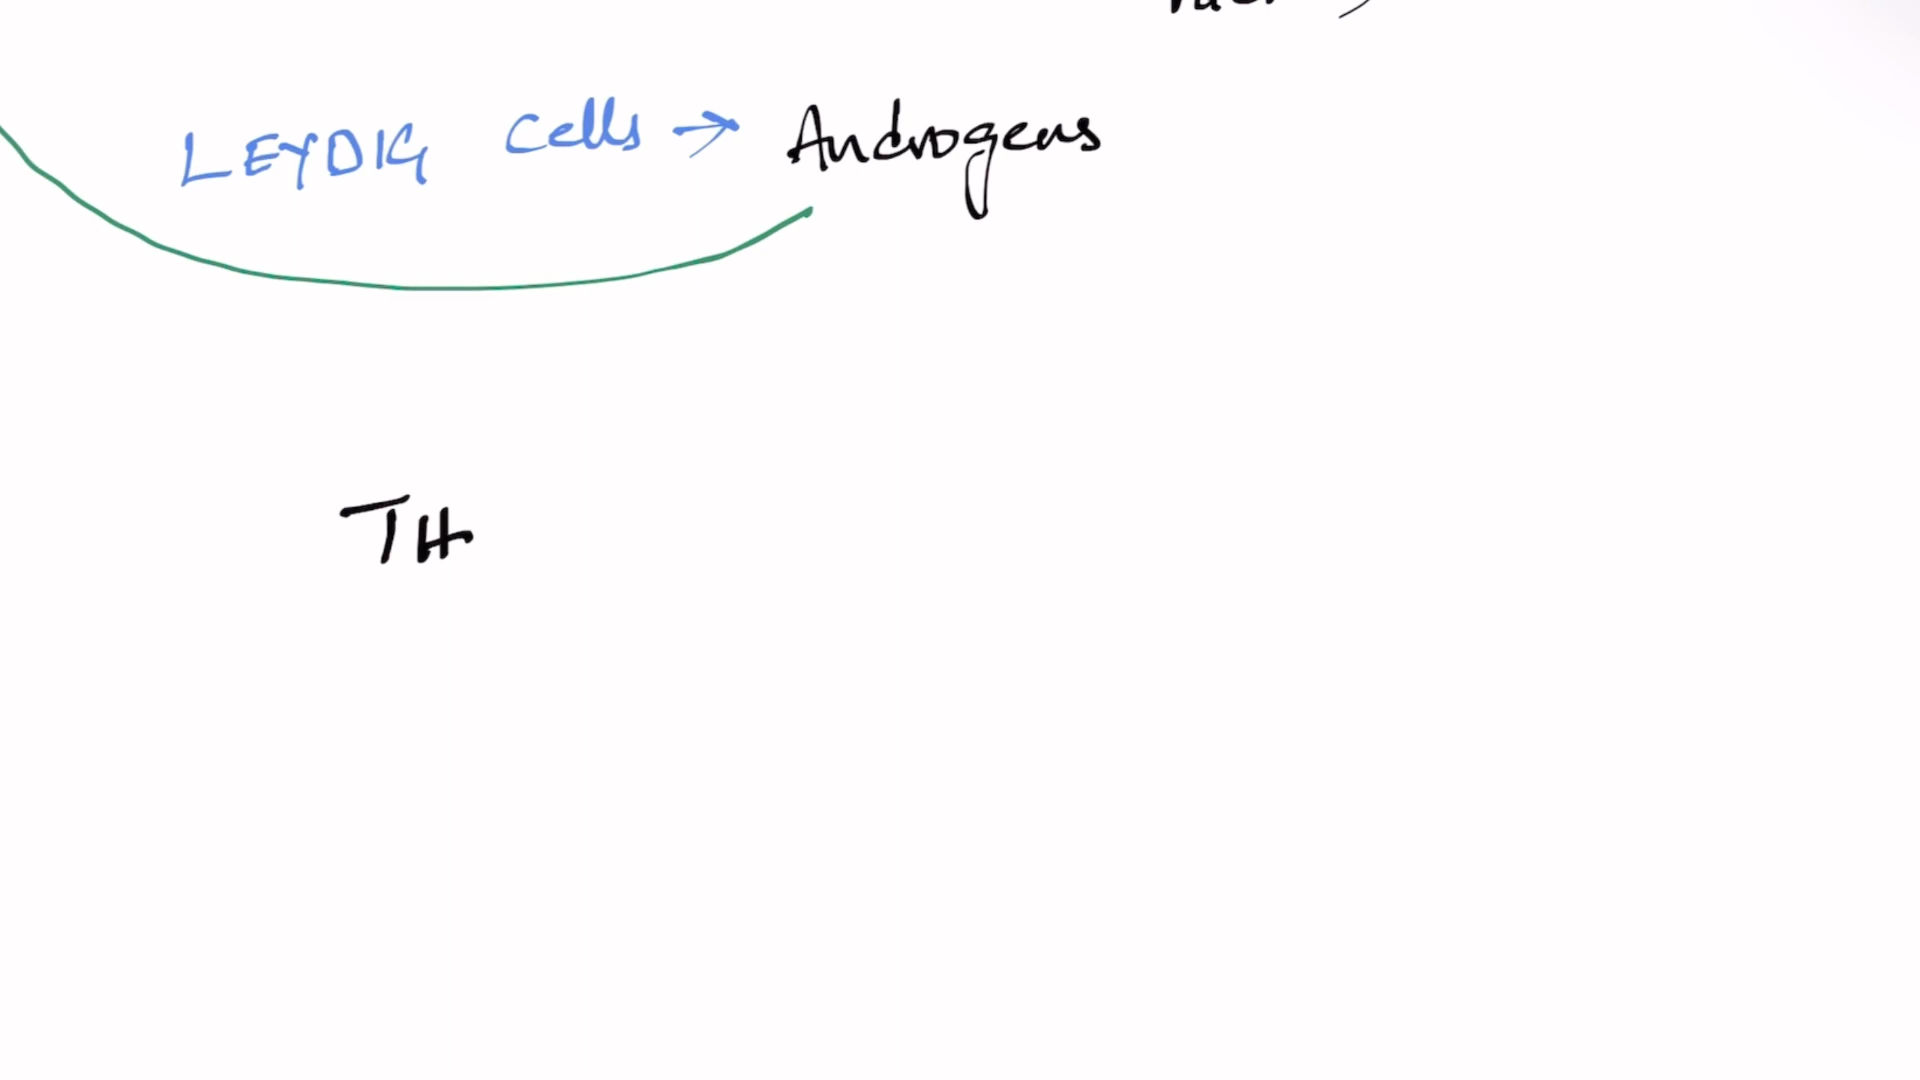 LEYDIG Cells → Androgens
TH